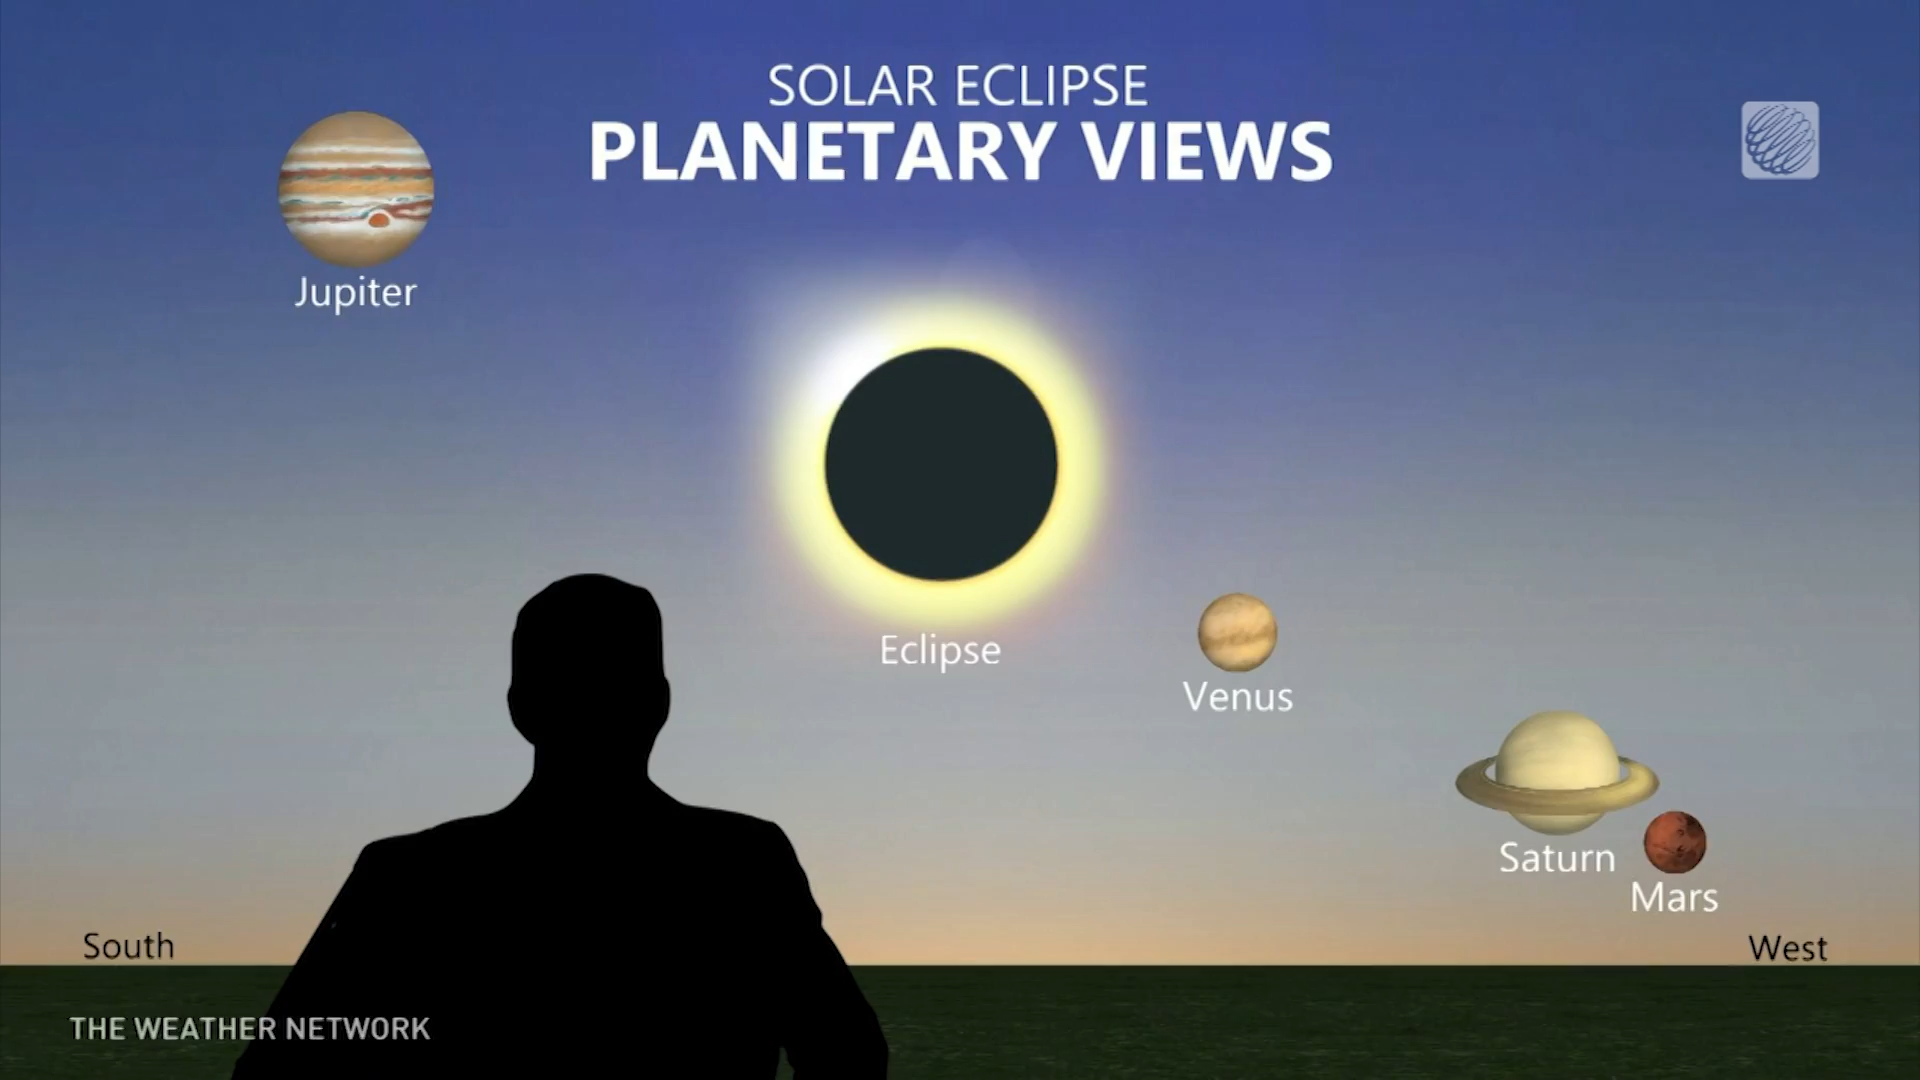 SOLAR ECLIPSE
PLANETARY VIEWS
Jupiter
Eclipse
Venus
Saturn
Mars
South
West
THE WEATHER NETWORK